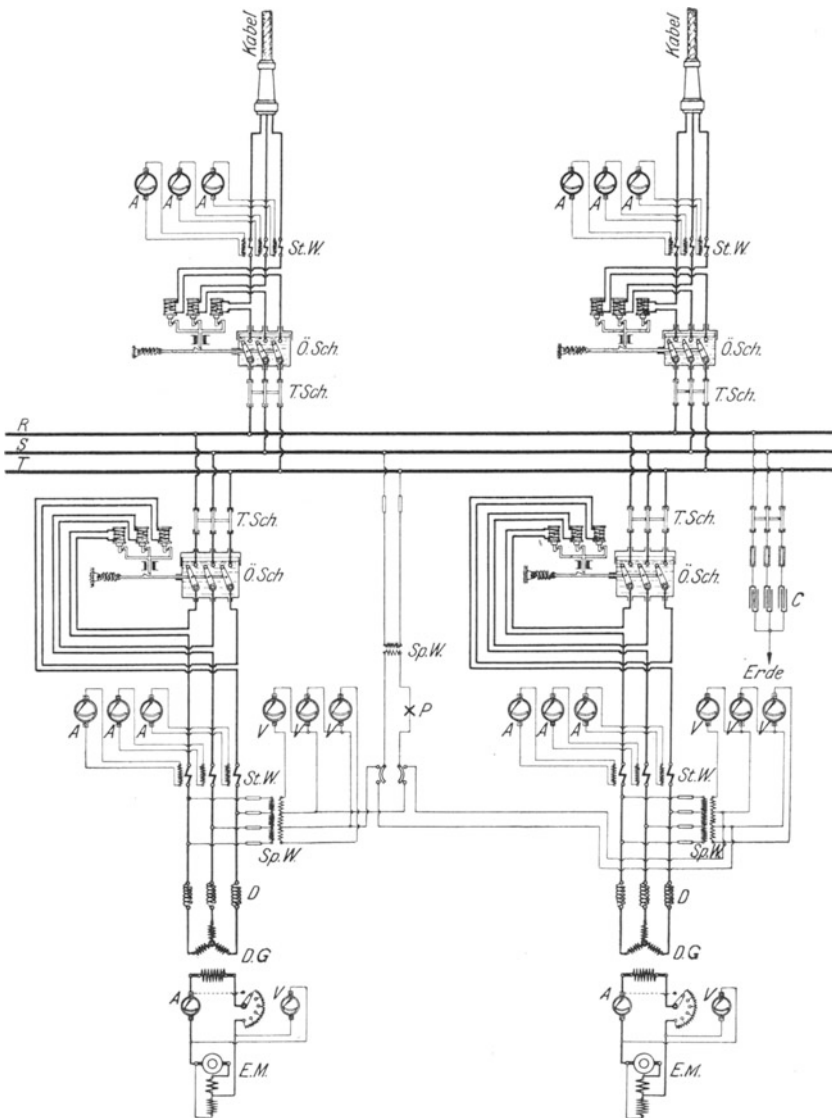 Kabel Kabel
A A A A A A
St.W. St.W.
Ö.Sch. Ö.Sch.
T.Sch. T.Sch.
R
S
T
T.Sch. T.Sch.
Ö.Sch Ö.Sch.
C
Sp.W.
Erde
P
A A A V V V A A A V V V
St.W. St.W.
Sp.W. Sp.W.
D D
D.G D.G
A V A V
E.M. E.M.